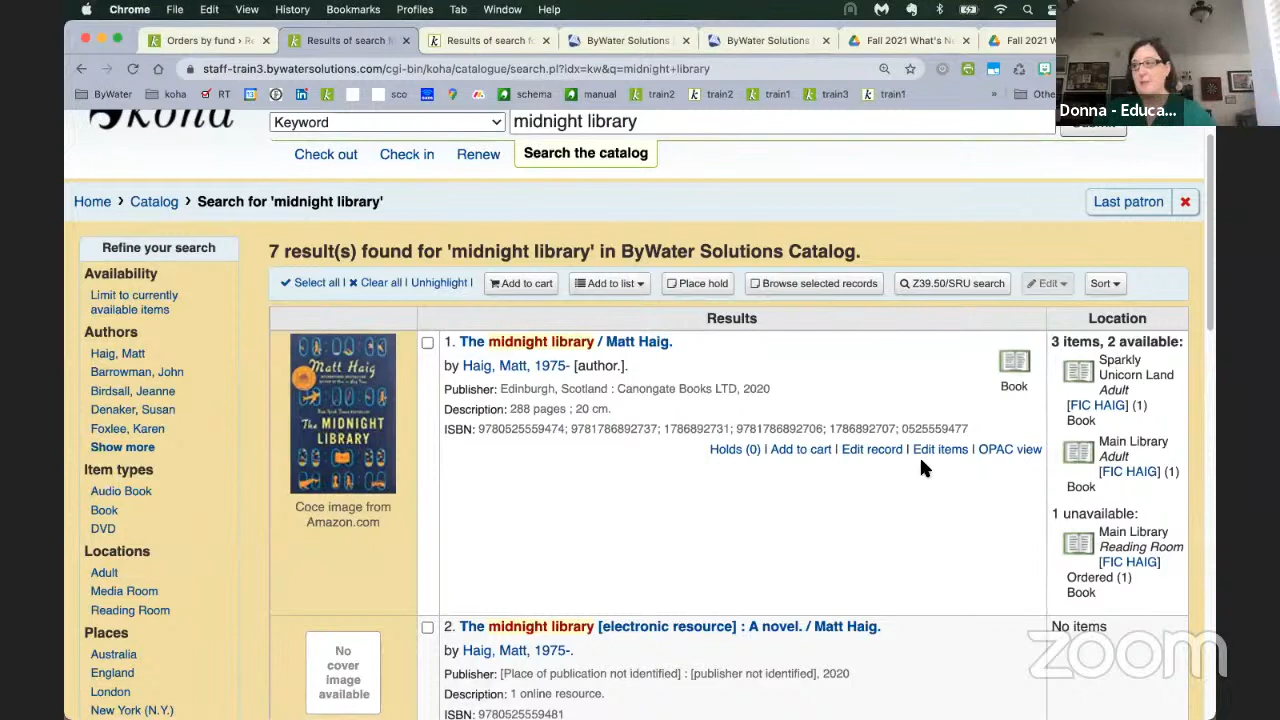 Chrome File Edit View History Bookmarks Profiles Tab Window Help
Orders by fund › Re
Results of search f
Results of search fo
ByWater Solutions
ByWater Solutions
Fall 2021 What's Ne
Fall 2021
staff-train3.bywatersolutions.com/cgi-bin/koha/catalogue/search.pl?idx=kw&q=midnight+library
ByWater koha RT sco schema manual train2 train2 train1 train3 train1 » Othe
Donna - Educa...
koha
Keyword
midnight library
Check out Check in Renew Search the catalog
Home › Catalog › Search for 'midnight library'
Last patron
Refine your search
Availability
Limit to currently
available items
Authors
Haig, Matt
Barrowman, John
Birdsall, Jeanne
Denaker, Susan
Foxlee, Karen
Show more
Item types
Audio Book
Book
DVD
Locations
Adult
Media Room
Reading Room
Places
Australia
England
London
New York (N.Y.)
7 result(s) found for 'midnight library' in ByWater Solutions Catalog.
Select all | Clear all | Unhighlight |
Add to cart
Add to list
Place hold
Browse selected records
Z39.50/SRU search
Edit
Sort
Results
Location
Matt Haig
The
MIDNIGHT
LIBRARY
Coce image from
Amazon.com
1. The midnight library / Matt Haig.
by Haig, Matt, 1975- [author.].
Publisher: Edinburgh, Scotland : Canongate Books LTD, 2020
Description: 288 pages ; 20 cm.
ISBN: 9780525559474; 9781786892737; 1786892731; 9781786892706; 1786892707; 0525559477
Holds (0) | Add to cart | Edit record | Edit items | OPAC view
Book
3 items, 2 available:
Sparkly
Unicorn Land
Adult
[FIC HAIG] (1)
Book
Main Library
Adult
[FIC HAIG] (1)
Book
1 unavailable:
Main Library
Reading Room
[FIC HAIG]
Ordered (1)
Book
No
cover
image
available
2. The midnight library [electronic resource] : A novel. / Matt Haig.
by Haig, Matt, 1975-.
Publisher: [Place of publication not identified] : [publisher not identified], 2020
Description: 1 online resource.
ISBN: 9780525559481
No items
zoom